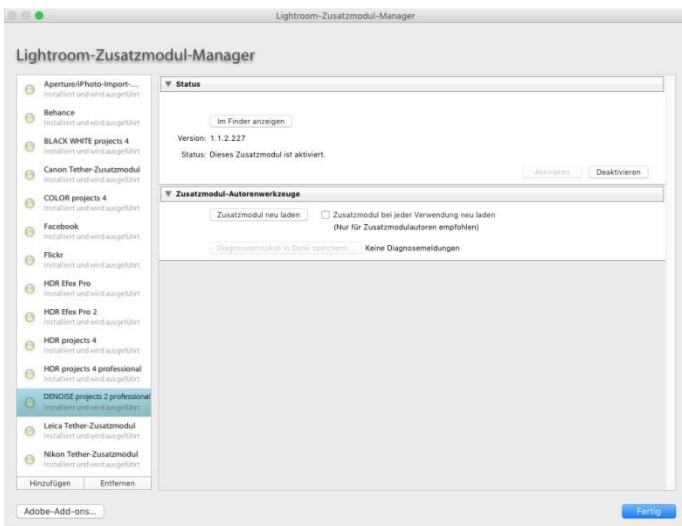 Lightroom-Zusatzmodul-Manager
Lightroom-Zusatzmodul-Manager
Aperture/iPhoto-Import-...
Installiert und wird ausgeführt
Behance
Installiert und wird ausgeführt
BLACK WHITE projects 4
Installiert und wird ausgeführt
Canon Tether-Zusatzmodul
Installiert und wird ausgeführt
COLOR projects 4
Installiert und wird ausgeführt
Facebook
Installiert und wird ausgeführt
Flickr
Installiert und wird ausgeführt
HDR Efex Pro
Installiert und wird ausgeführt
HDR Efex Pro 2
Installiert und wird ausgeführt
HDR projects 4
Installiert und wird ausgeführt
HDR projects 4 professional
Installiert und wird ausgeführt
DENOISE projects 2 professional
Installiert und wird ausgeführt
Leica Tether-Zusatzmodul
Installiert und wird ausgeführt
Nikon Tether-Zusatzmodul
Installiert und wird ausgeführt
Hinzufügen Entfernen
Status
Im Finder anzeigen
Version: 1.1.2.227
Status: Dieses Zusatzmodul ist aktiviert.
Aktivieren Deaktivieren
Zusatzmodul-Autorenwerkzeuge
Zusatzmodul neu laden Zusatzmodul bei jeder Verwendung neu laden
(Nur für Zusatzmodulautoren empfohlen)
Diagnoseprotokoll in Datei speichern... Keine Diagnosemeldungen
Adobe-Add-ons... Fertig